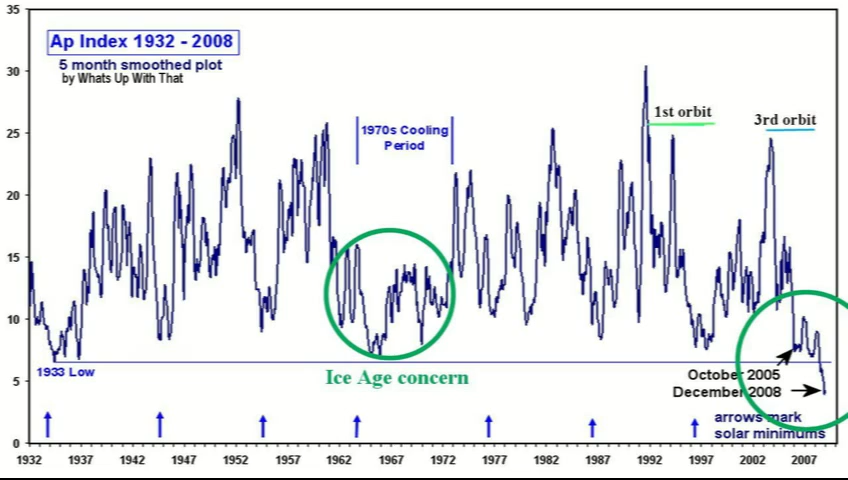 35
30
25
20
15
10
5
0
Ap Index 1932 - 2008
5 month smoothed plot
by Whats Up With That
1970s Cooling
Period
1st orbit
3rd orbit
1933 Low
Ice Age concern
October 2005
December 2008
arrows mark
solar minimums
1932 1937 1942 1947 1952 1957 1962 1967 1972 1977 1982 1987 1992 1997 2002 2007